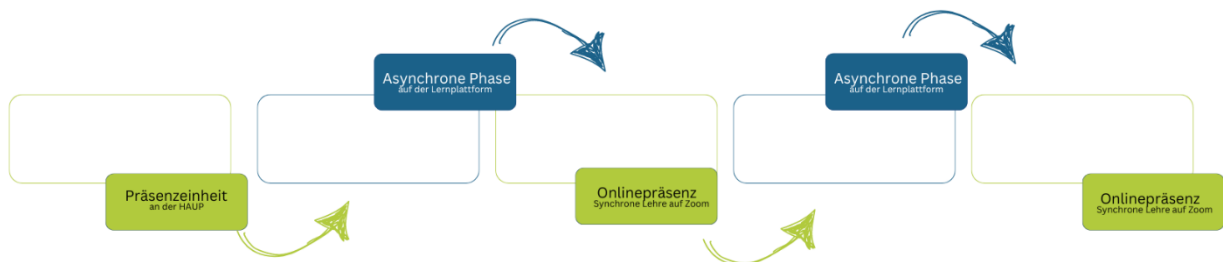 Präsenzeinheit
an der HAUP
Asynchrone Phase
auf der Lernplattform
Onlinepräsenz
Synchrone Lehre auf Zoom
Asynchrone Phase
auf der Lernplattform
Onlinepräsenz
Synchrone Lehre auf Zoom